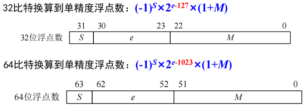 32比特换算到单精度浮点数：(-1)^S×2^{e-127}×(1+M)
31 30 23 22 0
32位浮点数 S e M
64比特换算到单精度浮点数：(-1)^S×2^{e-1023}×(1+M)
63 62 52 51 0
64位浮点数 S e M